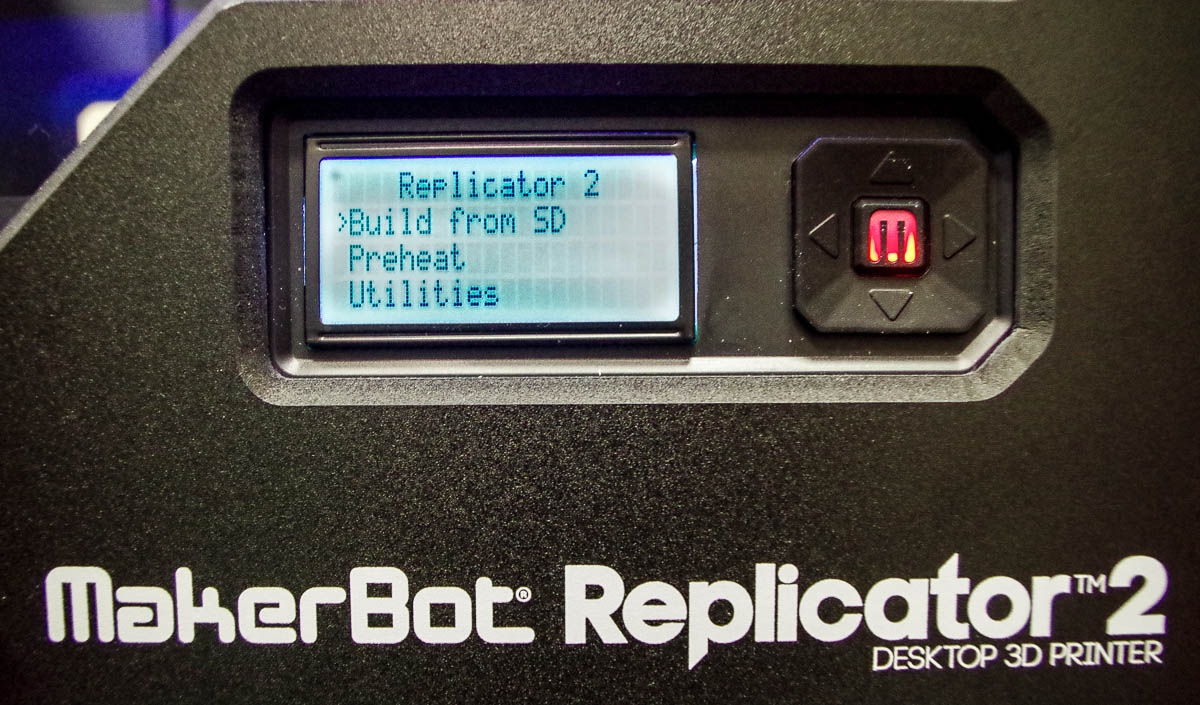 Replicator 2
>Build from SD
Preheat
Utilities
MakerBot® Replicator™2
DESKTOP 3D PRINTER